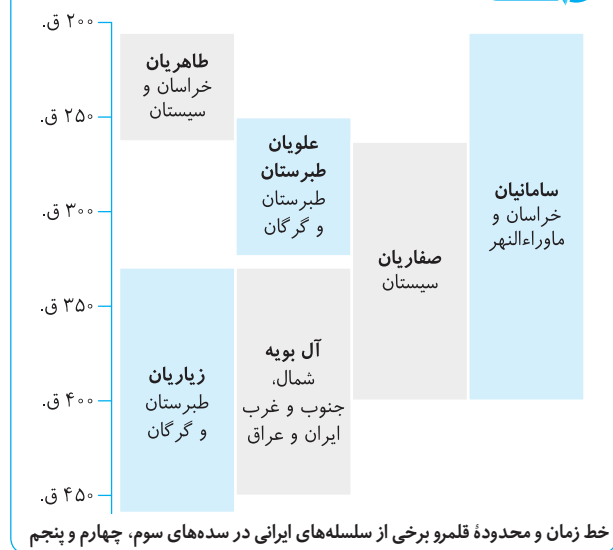 ۲۰۰ ق.
۲۵۰ ق.
۳۰۰ ق.
۳۵۰ ق.
۴۰۰ ق.
۴۵۰ ق.
سامانیان
خراسان و
ماوراءالنهر
صفاریان
سیستان
علویان
طبرستان
طبرستان
و گرگان
آل بویه
شمال،
جنوب و غرب
ایران و عراق
طاهریان
خراسان و
سیستان
زیاریان
طبرستان
و گرگان
خط زمان و محدودۀ قلمرو برخی از سلسله‌های ایرانی در سده‌های سوم، چهارم و پنجم